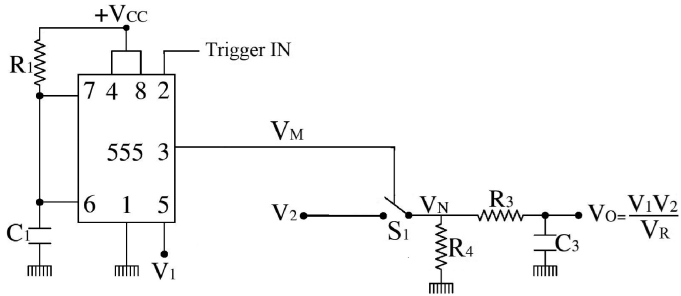 +VCC
Trigger IN
R1
7 4 8 2
555 3
VM
6 1 5
C1
V1
V2
S1
VN
R3
R4
C3
VO=V1V2/VR